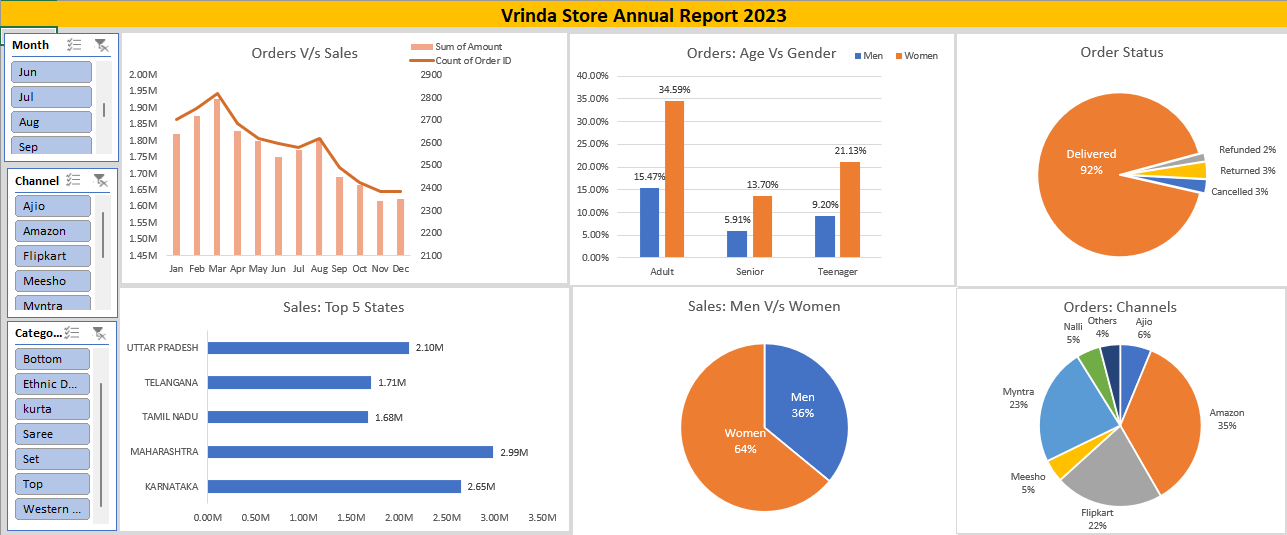 Vrinda Store Annual Report 2023
Month
Jun
Jul
Aug
Sep
Channel
Ajio
Amazon
Flipkart
Meesho
Myntra
Catego...
Bottom
Ethnic D...
kurta
Saree
Set
Top
Western ...
Orders V/s Sales
Sum of Amount
Count of Order ID
2.00M
1.95M
1.90M
1.85M
1.80M
1.75M
1.70M
1.65M
1.60M
1.55M
1.50M
1.45M
2900
2800
2700
2600
2500
2400
2300
2200
2100
Jan Feb Mar Apr May Jun Jul Aug Sep Oct Nov Dec
Orders: Age Vs Gender
Men Women
40.00%
35.00%
30.00%
25.00%
20.00%
15.00%
10.00%
5.00%
0.00%
15.47%
34.59%
5.91%
13.70%
9.20%
21.13%
Adult Senior Teenager
Order Status
Delivered
92%
Refunded 2%
Returned 3%
Cancelled 3%
Sales: Top 5 States
UTTAR PRADESH 2.10M
TELANGANA 1.71M
TAMIL NADU 1.68M
MAHARASHTRA 2.99M
KARNATAKA 2.65M
0.00M 0.50M 1.00M 1.50M 2.00M 2.50M 3.00M 3.50M
Sales: Men V/s Women
Men
36%
Women
64%
Orders: Channels
Nalli
5%
Others
4%
Ajio
6%
Myntra
23%
Amazon
35%
Meesho
5%
Flipkart
22%